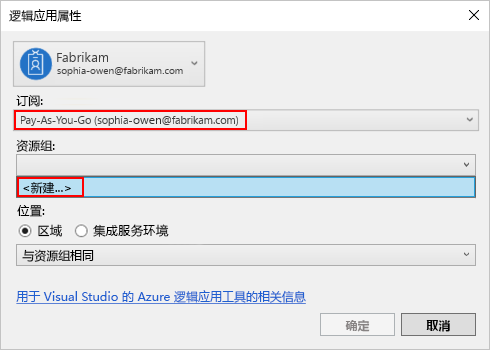 逻辑应用属性
Fabrikam
sophia-owen@fabrikam.com
订阅:
Pay-As-You-Go (sophia-owen@fabrikam.com)
资源组:
<新建...>
位置:
区域 集成服务环境
与资源组相同
用于 Visual Studio 的 Azure 逻辑应用工具的相关信息
确定 取消